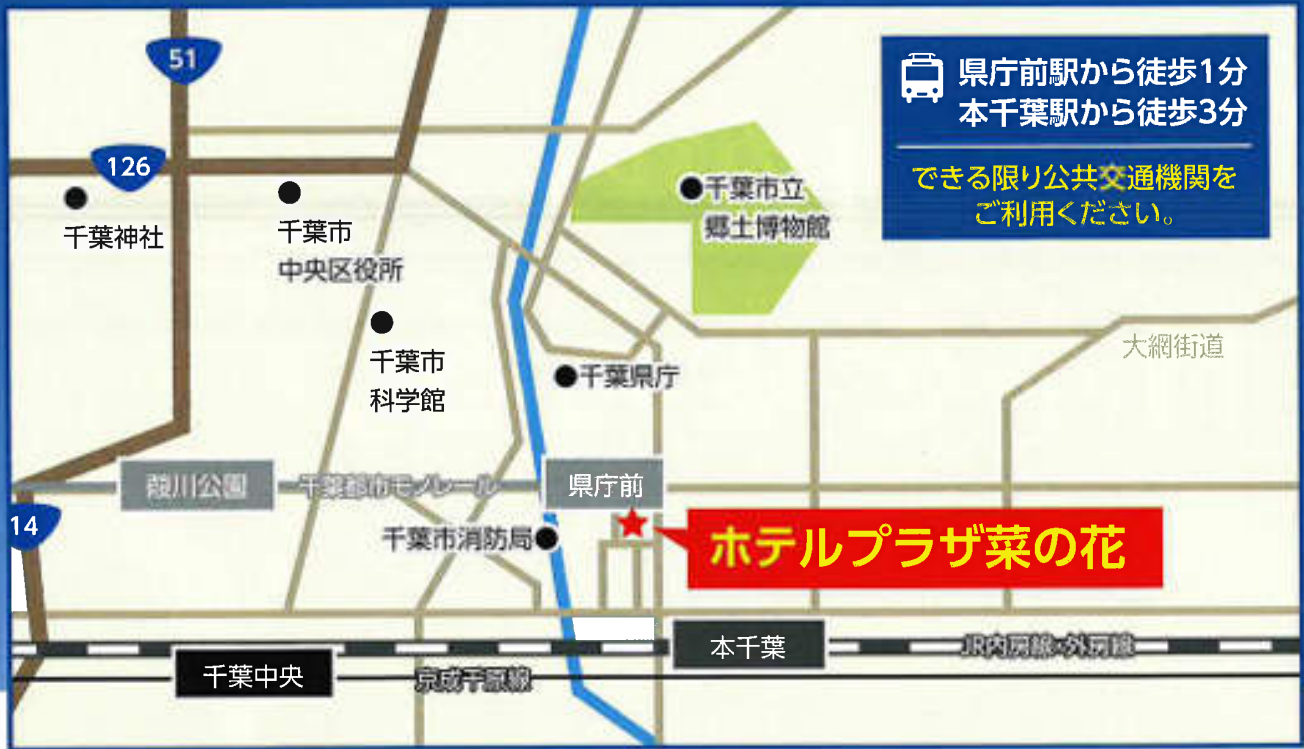 51
県庁前駅から徒歩1分
本千葉駅から徒歩3分
126
できる限り公共交通機関を
ご利用ください。
千葉神社
千葉市
中央区役所
千葉市立
郷土博物館
千葉市
科学館
千葉県庁
大網街道
葭川公園
千葉都市モノレール
県庁前
14
千葉市消防局
ホテルプラザ菜の花
本千葉
JR内房線・外房線
千葉中央
京成千原線